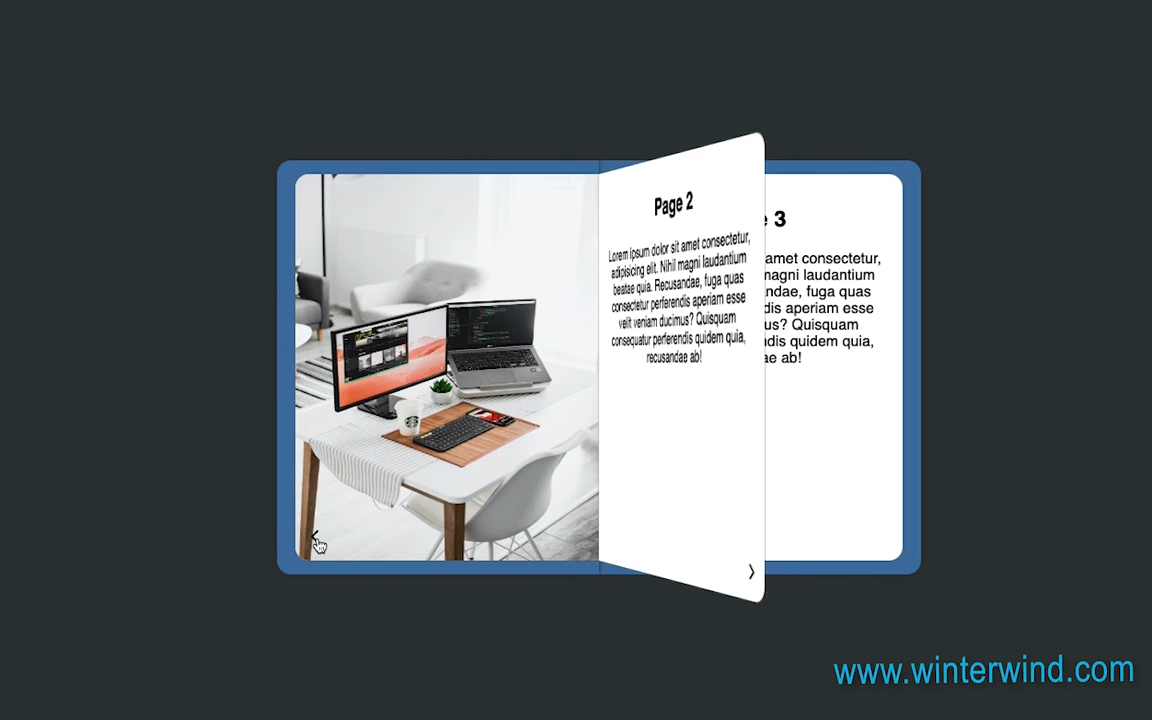 Page 2
Lorem ipsum dolor sit amet consectetur,
adipisicing elit. Nihil magni laudantium
beatae quia. Recusandae, fuga quas
consectetur perferendis aperiam esse
velit veniam ducimus? Quisquam
consequatur perferendis quidem quia,
recusandae ab!
e 3
amet consectetur,
magni laudantium
ndae, fuga quas
dis aperiam esse
us? Quisquam
ndis quidem quia,
ae ab!
www.winterwind.com